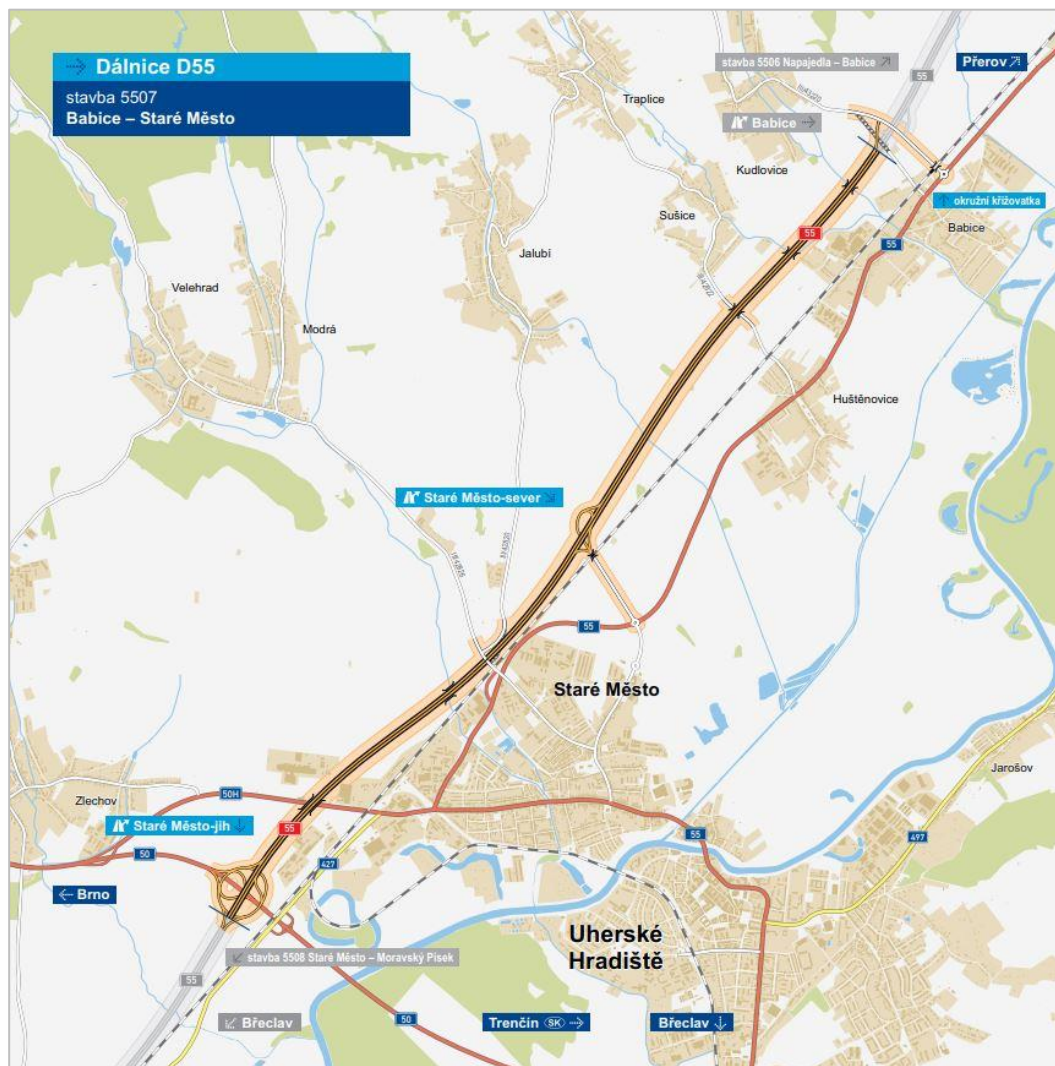 Dálnice D55
stavba 5507
Babice – Staré Město
stavba 5506 Napajedla – Babice
Přerov
55
Traplice
Babice
Kudlovice
okružní křižovatka
Sušice
55
Babice
55
Jalubí
Velehrad
Modrá
Huštěnovice
Staré Město-sever
55
Staré Město
Jarošov
Zlechov
50H
Staré Město-jih
55
55
497
50
427
Brno
Uherské
Hradiště
stavba 5508 Staré Město – Moravský Písek
55
Břeclav
50
Trenčín SK
Břeclav